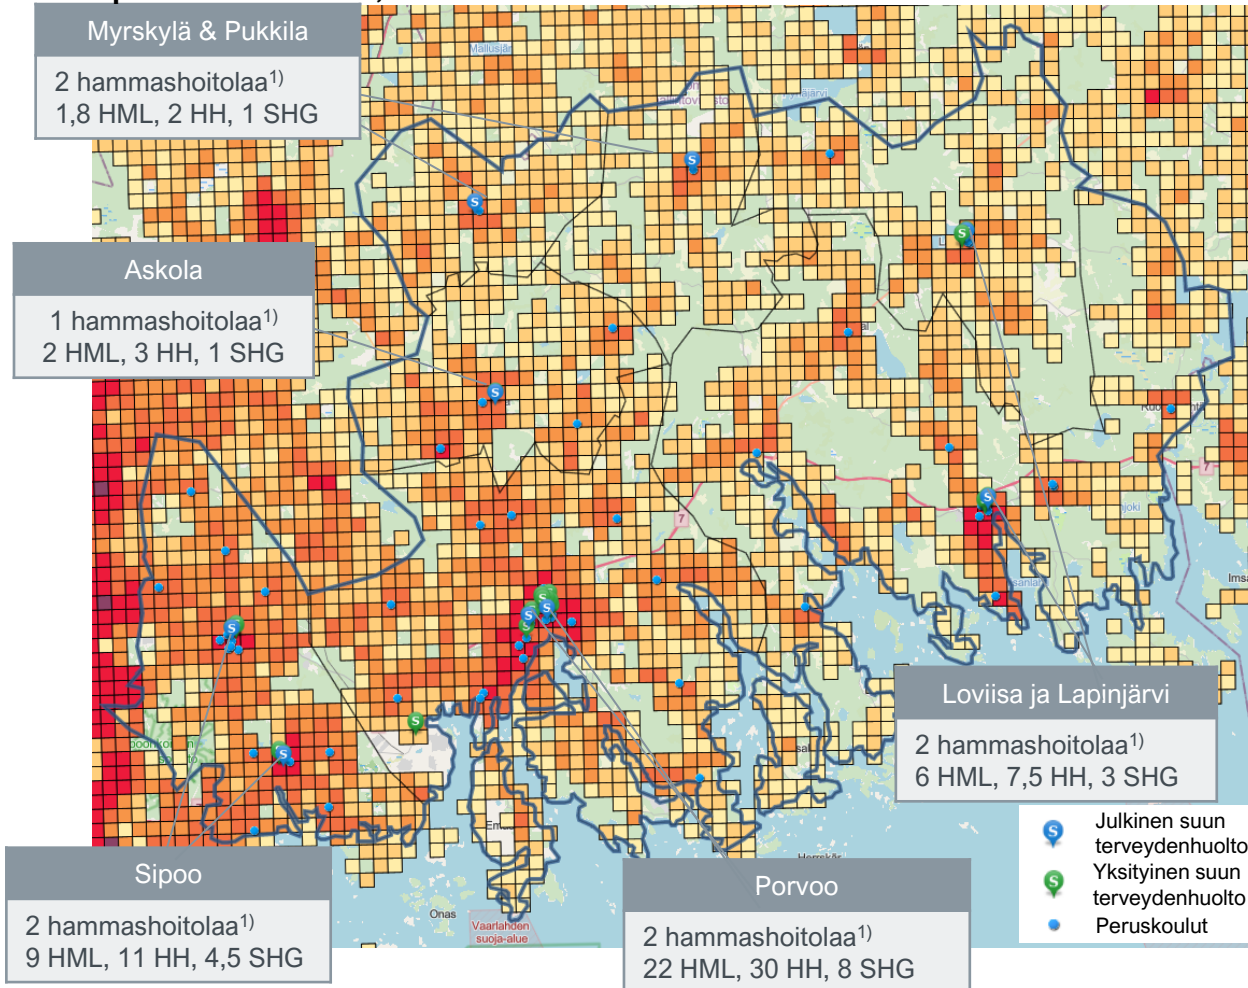 Myrskylä & Pukkila
2 hammashoitolaa1)
1,8 HML, 2 HH, 1 SHG
Askola
1 hammashoitolaa1)
2 HML, 3 HH, 1 SHG
Mallusjär
7
7
Loviisa ja Lapinjärvi
2 hammashoitolaa1)
6 HML, 7,5 HH, 3 SHG
Sipoo
2 hammashoitolaa1)
9 HML, 11 HH, 4,5 SHG
Onas
Vaarlahden
suoja-alue
Porvoo
2 hammashoitolaa1)
22 HML, 30 HH, 8 SHG
Julkinen suun
terveydenhuolto
Yksityinen suun
terveydenhuolto
Peruskoulut